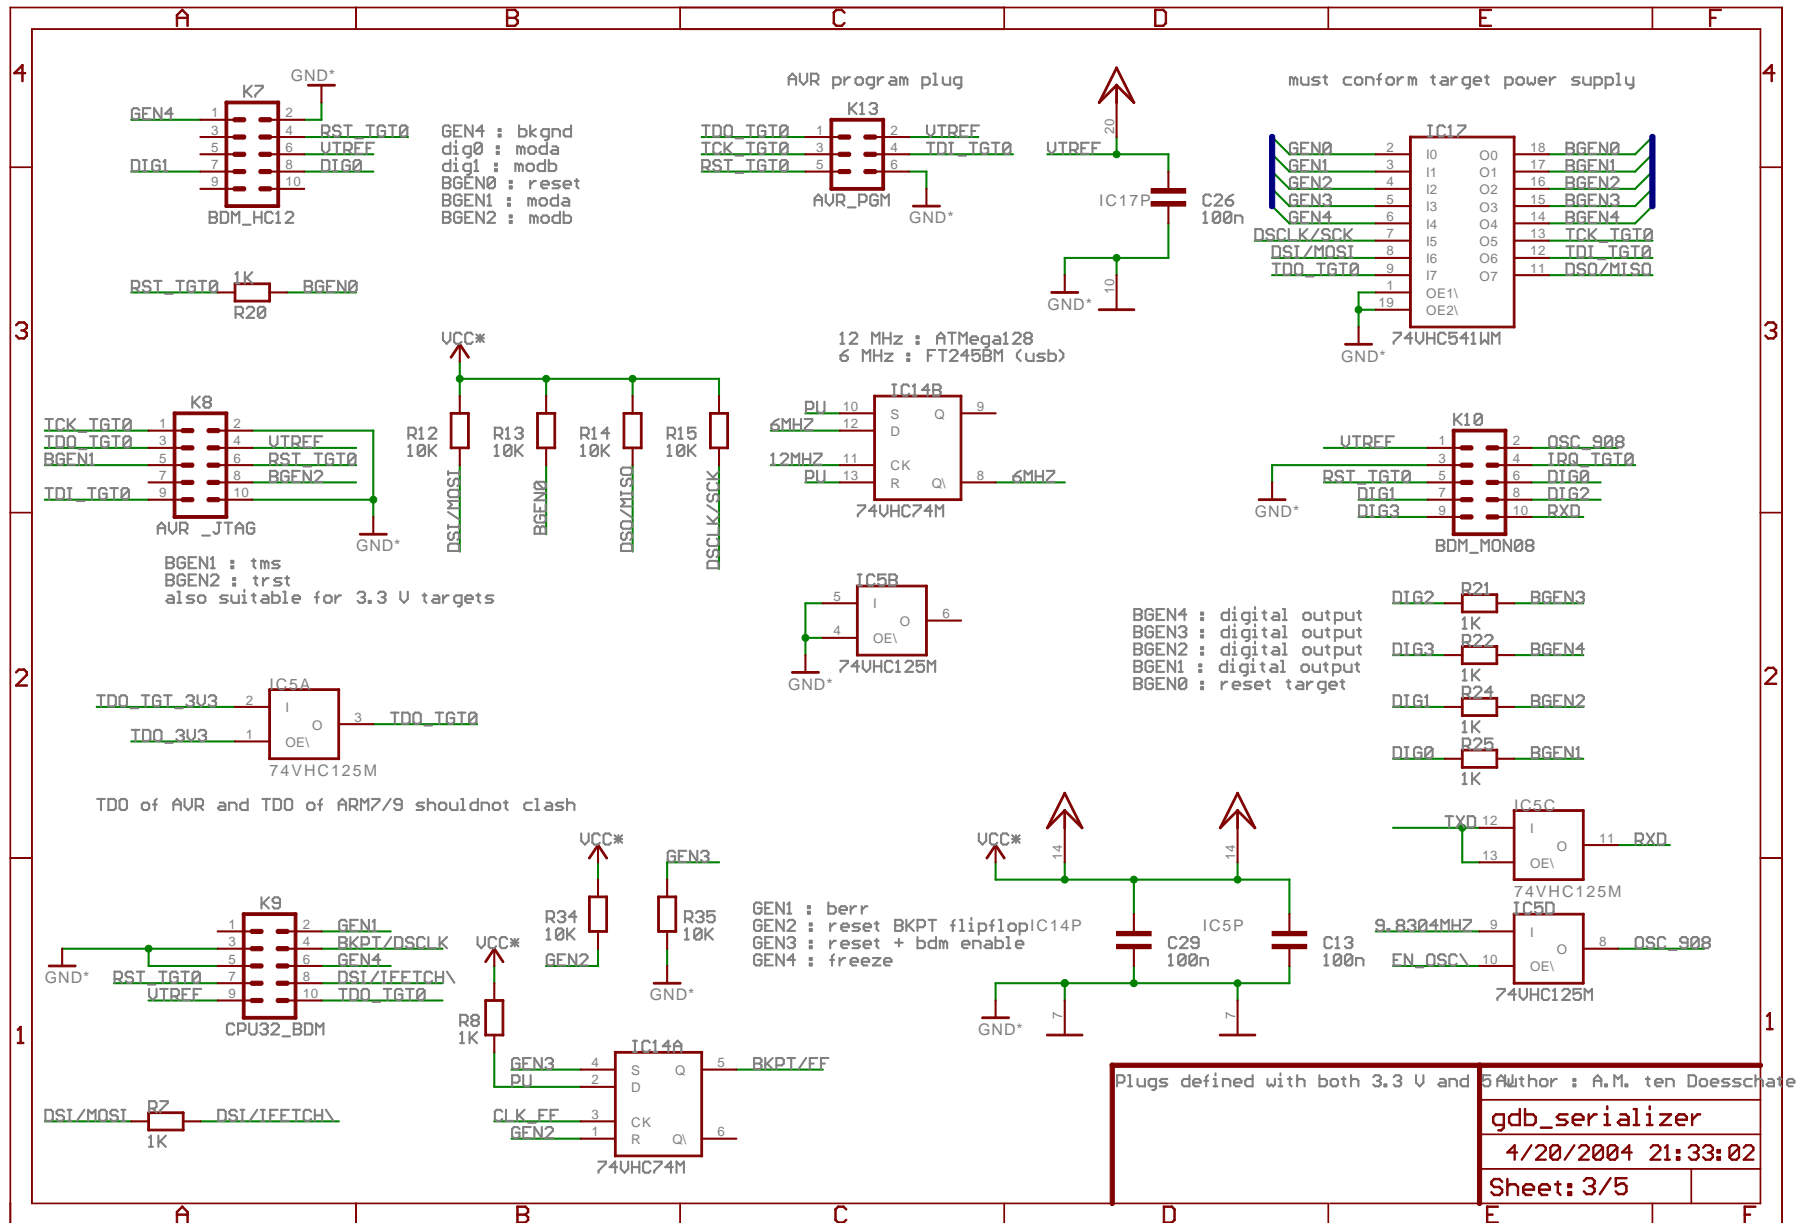 A B C D E F
4 4
3 3
2 2
1 1
A B C D E F
GND*
K7
GEN4 1 2
3 4 RST_TGT0
5 6 VTREF
DIG1 7 8 DIG0
9 10
BDM_HC12
GEN4 : bkgnd
dig0 : moda
dig1 : modb
BGEN0 : reset
BGEN1 : moda
BGEN2 : modb
RST_TGT0 1K BGEN0
R20
AVR program plug
K13
TDO_TGT0 1 2 VTREF
TCK_TGT0 3 4 TDI_TGT0
RST_TGT0 5 6
AVR_PGM
GND*
20
VTREF
IC17P
C26
100n
10
GND*
must conform target power supply
IC17
GEN0 2 I0 O0 18 BGEN0
GEN1 3 I1 O1 17 BGEN1
GEN2 4 I2 O2 16 BGEN2
GEN3 5 I3 O3 15 BGEN3
GEN4 6 I4 O4 14 BGEN4
DSCLK/SCK 7 I5 O5 13 TCK_TGT0
DSI/MOSI 8 I6 O6 12 TDI_TGT0
TDO_TGT0 9 I7 O7 11 DSO/MISO
1 OE1\
19 OE2\
74VHC541WM
GND*
K8
TCK_TGT0 1 2
TDO_TGT0 3 4 VTREF
BGEN1 5 6 RST_TGT0
7 8 BGEN2
TDI_TGT0 9 10
AVR _JTAG
GND*
BGEN1 : tms
BGEN2 : trst
also suitable for 3.3 V targets
VCC*
R12 R13 R14 R15
10K 10K 10K 10K
DSI/MOSI
BGEN0
DSO/MISO
DSCLK/SCK
12 MHz : ATMega128
6 MHz : FT245BM (usb)
IC14B
PU 10 S Q 9
6MHZ 12 D
12MHZ 11 CK
PU 13 R Q\ 8 6MHZ
74VHC74M
IC5B
5 I
O 6
4 OE\
74VHC125M
GND*
K10
VTREF 1 2 OSC_908
3 4 IRQ_TGT0
RST_TGT0 5 6 DIG0
DIG1 7 8 DIG2
DIG3 9 10 RXD
BDM_MON08
GND*
BGEN4 : digital output
BGEN3 : digital output
BGEN2 : digital output
BGEN1 : digital output
BGEN0 : reset target
DIG2 R21 BGEN3
1K
DIG3 R22 BGEN4
1K
DIG1 R24 BGEN2
1K
DIG0 R25 BGEN1
1K
IC5A
TDO_TGT_3V3 2 I
O 3 TDO_TGT0
TDO_3V3 1 OE\
74VHC125M
TDO of AVR and TDO of ARM7/9 shouldnot clash
K9
1 2 GEN1
3 4 BKPT/DSCLK
5 6 GEN4
RST_TGT0 7 8 DSI/IFETCH\
VTREF 9 10 TDO_TGT0
CPU32_BDM
GND*
VCC*
R34
10K
GEN2
GEN3
R35
10K
GND*
GEN1 : berr
GEN2 : reset BKPT flipflop
GEN3 : reset + bdm enable
GEN4 : freeze
VCC*
R8
1K
IC14A
GEN3 4 S Q 5 BKPT/FF
PU 2 D
CLK_FF 3 CK
GEN2 1 R Q\ 6
74VHC74M
DSI/MOSI R7 DSI/IFETCH\
1K
VCC*
14 14
IC14P IC5P
C29
100n
C13
100n
GND*
7 7
IC5C
TXD 12 I
O 11 RXD
13 OE\
74VHC125M
IC5D
9.8304MHZ 9 I
O 8 OSC_908
EN_OSC\ 10 OE\
74VHC125M
Plugs defined with both 3.3 V and 5
Author : A.M. ten Doesschate
gdb_serializer
4/20/2004 21:33:02
Sheet: 3/5